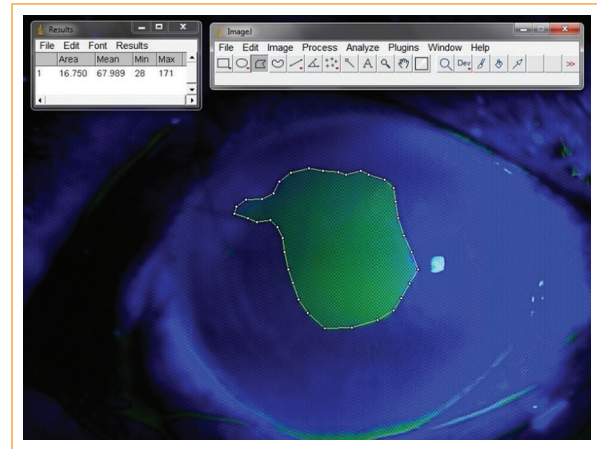 Results
File Edit Font Results
Area Mean Min Max
1 16.750 67.989 28 171
ImageJ
File Edit Image Process Analyze Plugins Window Help
A Dev >>